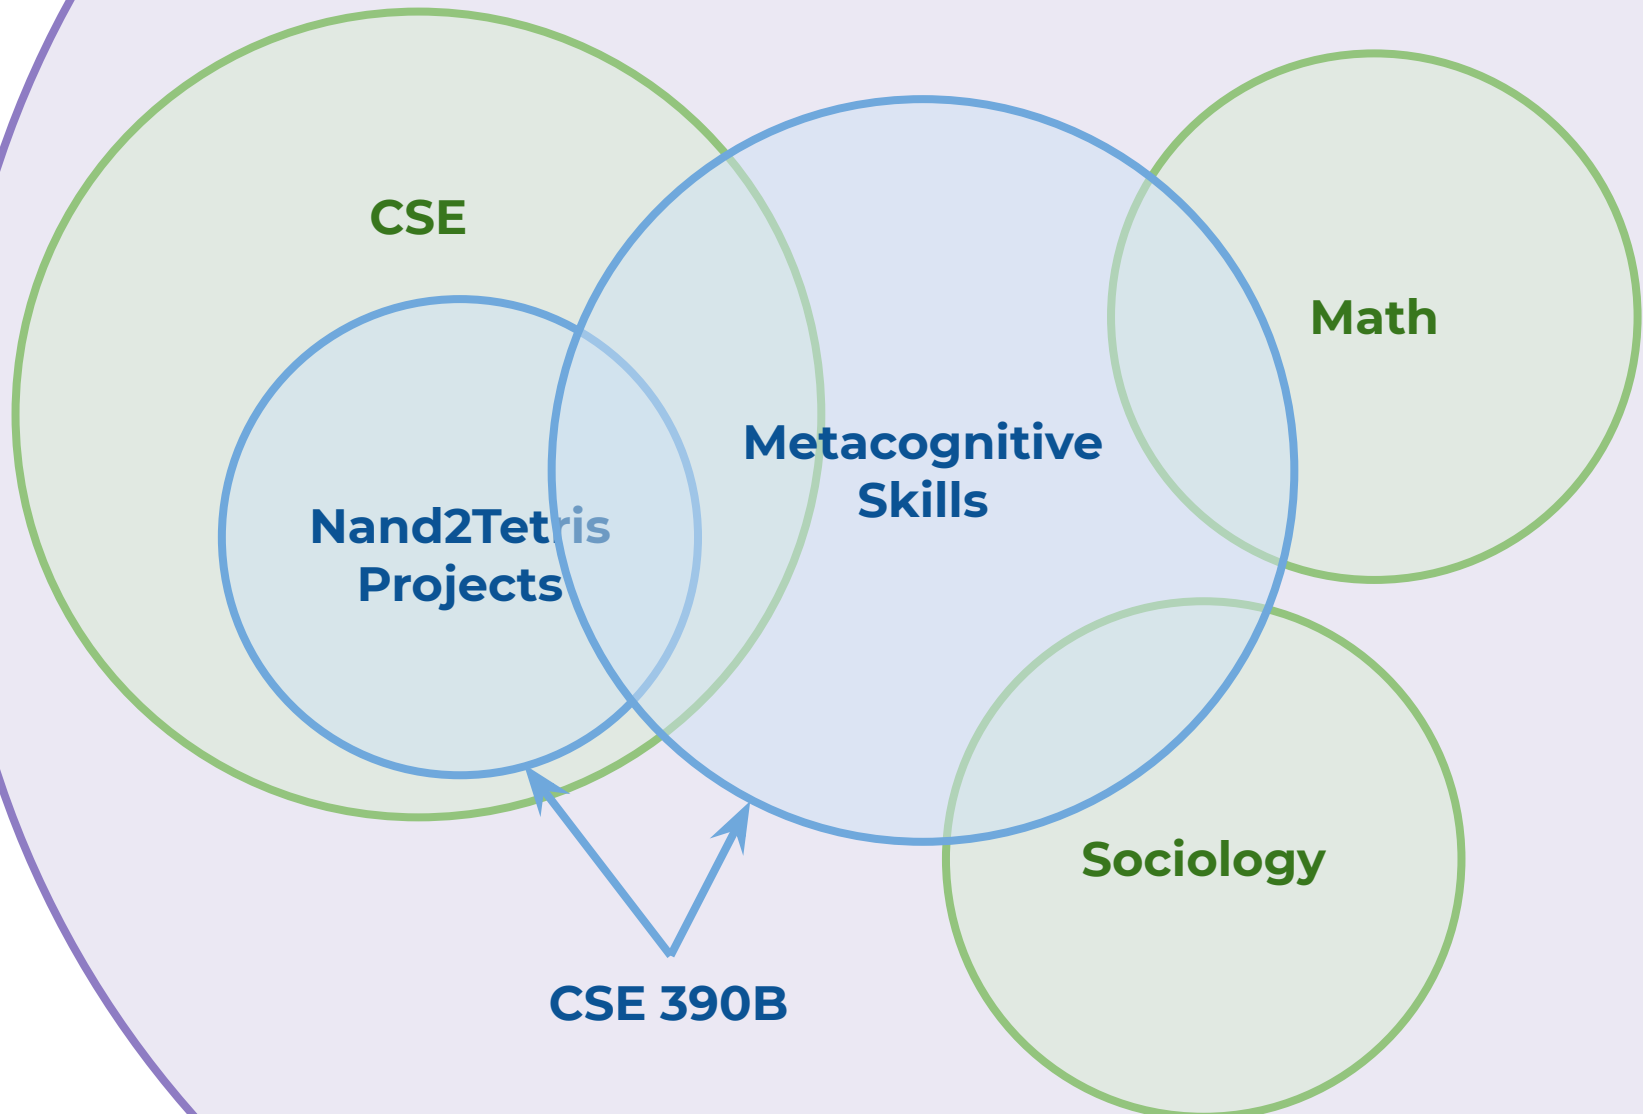 CSE
Math
Metacognitive
Skills
Nand2Tetris
Projects
Sociology
CSE 390B